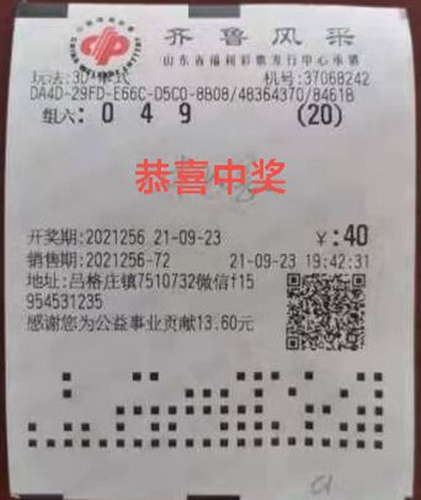 齐鲁风采
山东省福利彩票发行中心承销
玩法:3D 机号:37068242
DA4D-29FD-E66C-D5C0-8B08/48364370/8461B
组六: 0 4 9 (20)
恭喜中奖
开奖期:2021256 21-09-23 ¥:40
销售期:2021256-72 21-09-23 19:42:31
地址:吕格庄镇7510732微信f15
954531235
感谢您为公益事业贡献13.60元